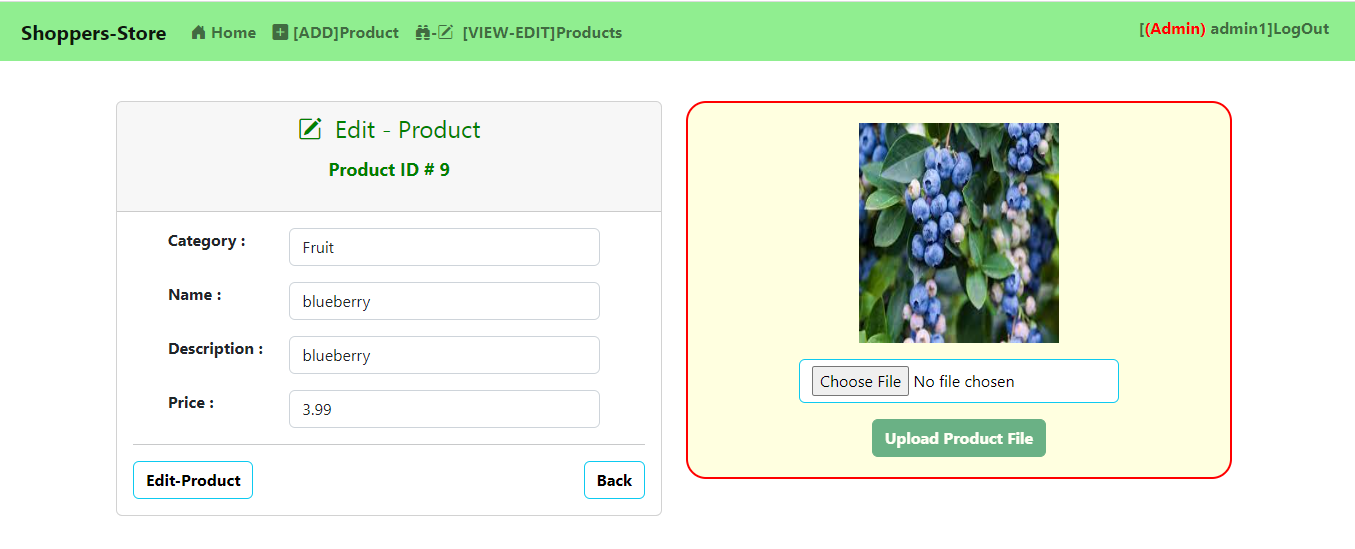 Shoppers-Store Home [ADD]Product - [VIEW-EDIT]Products [(Admin) admin1]LogOut
Edit - Product
Product ID # 9
Category : Fruit
Name : blueberry
Description : blueberry
Price : 3.99
Edit-Product Back
Choose File No file chosen
Upload Product File